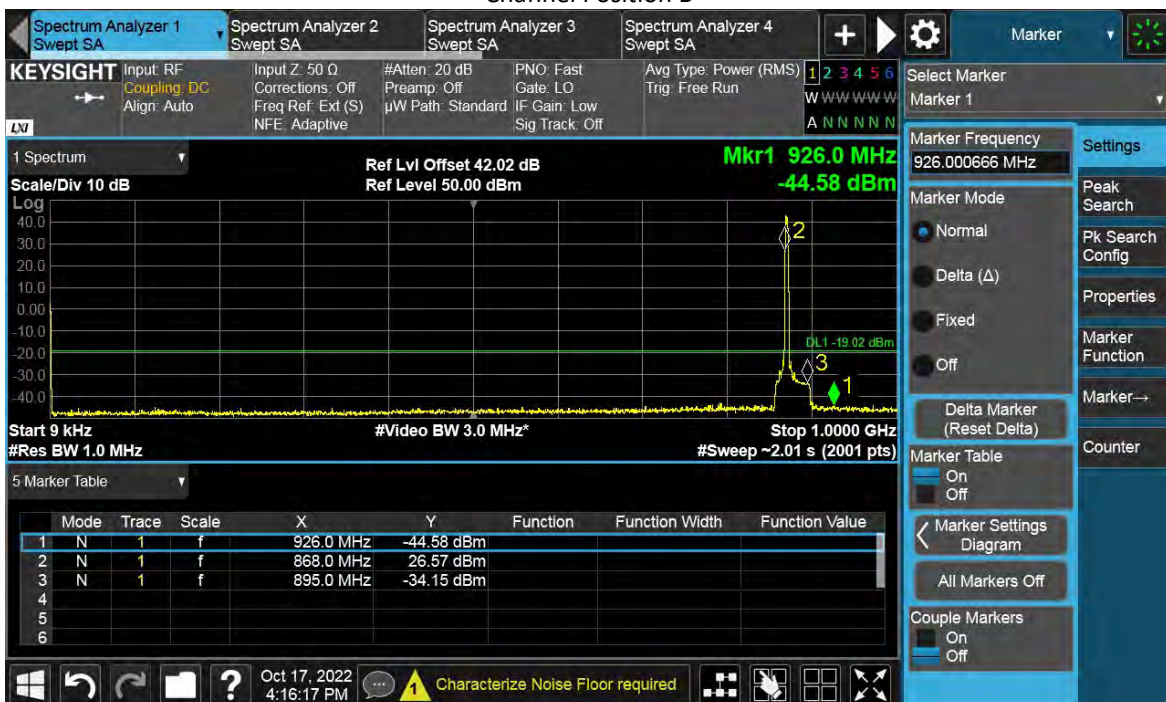 Spectrum Analyzer 1
Swept SA
Spectrum Analyzer 2
Swept SA
Spectrum Analyzer 3
Swept SA
Spectrum Analyzer 4
Swept SA
+
Marker
KEYSIGHT
LXI
Input: RF
Coupling: DC
Align: Auto
Input Z: 50 Ω
Corrections: Off
Freq Ref: Ext (S)
NFE: Adaptive
#Atten: 20 dB
Preamp: Off
µW Path: Standard
PNO: Fast
Gate: LO
IF Gain: Low
Sig Track: Off
Avg Type: Power (RMS)
Trig: Free Run
1 2 3 4 5 6
W W W W W W
A N N N N N
Select Marker
Marker 1
1 Spectrum
Scale/Div 10 dB
Ref Lvl Offset 42.02 dB
Ref Level 50.00 dBm
Mkr1 926.0 MHz
-44.58 dBm
Log
40.0
30.0
20.0
10.0
0.00
-10.0
-20.0
-30.0
-40.0
2
DL1 -19.02 dBm
3
1
Start 9 kHz
#Video BW 3.0 MHz*
Stop 1.0000 GHz
#Res BW 1.0 MHz
#Sweep ~2.01 s (2001 pts)
5 Marker Table
Mode Trace Scale X Y Function Function Width Function Value
1 N 1 f 926.0 MHz -44.58 dBm
2 N 1 f 868.0 MHz 26.57 dBm
3 N 1 f 895.0 MHz -34.15 dBm
4
5
6
Marker Frequency
926.000666 MHz
Marker Mode
Normal
Delta (Δ)
Fixed
Off
Delta Marker
(Reset Delta)
Marker Table
On
Off
Marker Settings
Diagram
All Markers Off
Couple Markers
On
Off
Settings
Peak
Search
Pk Search
Config
Properties
Marker
Function
Marker→
Counter
?
Oct 17, 2022
4:16:17 PM
1
Characterize Noise Floor required